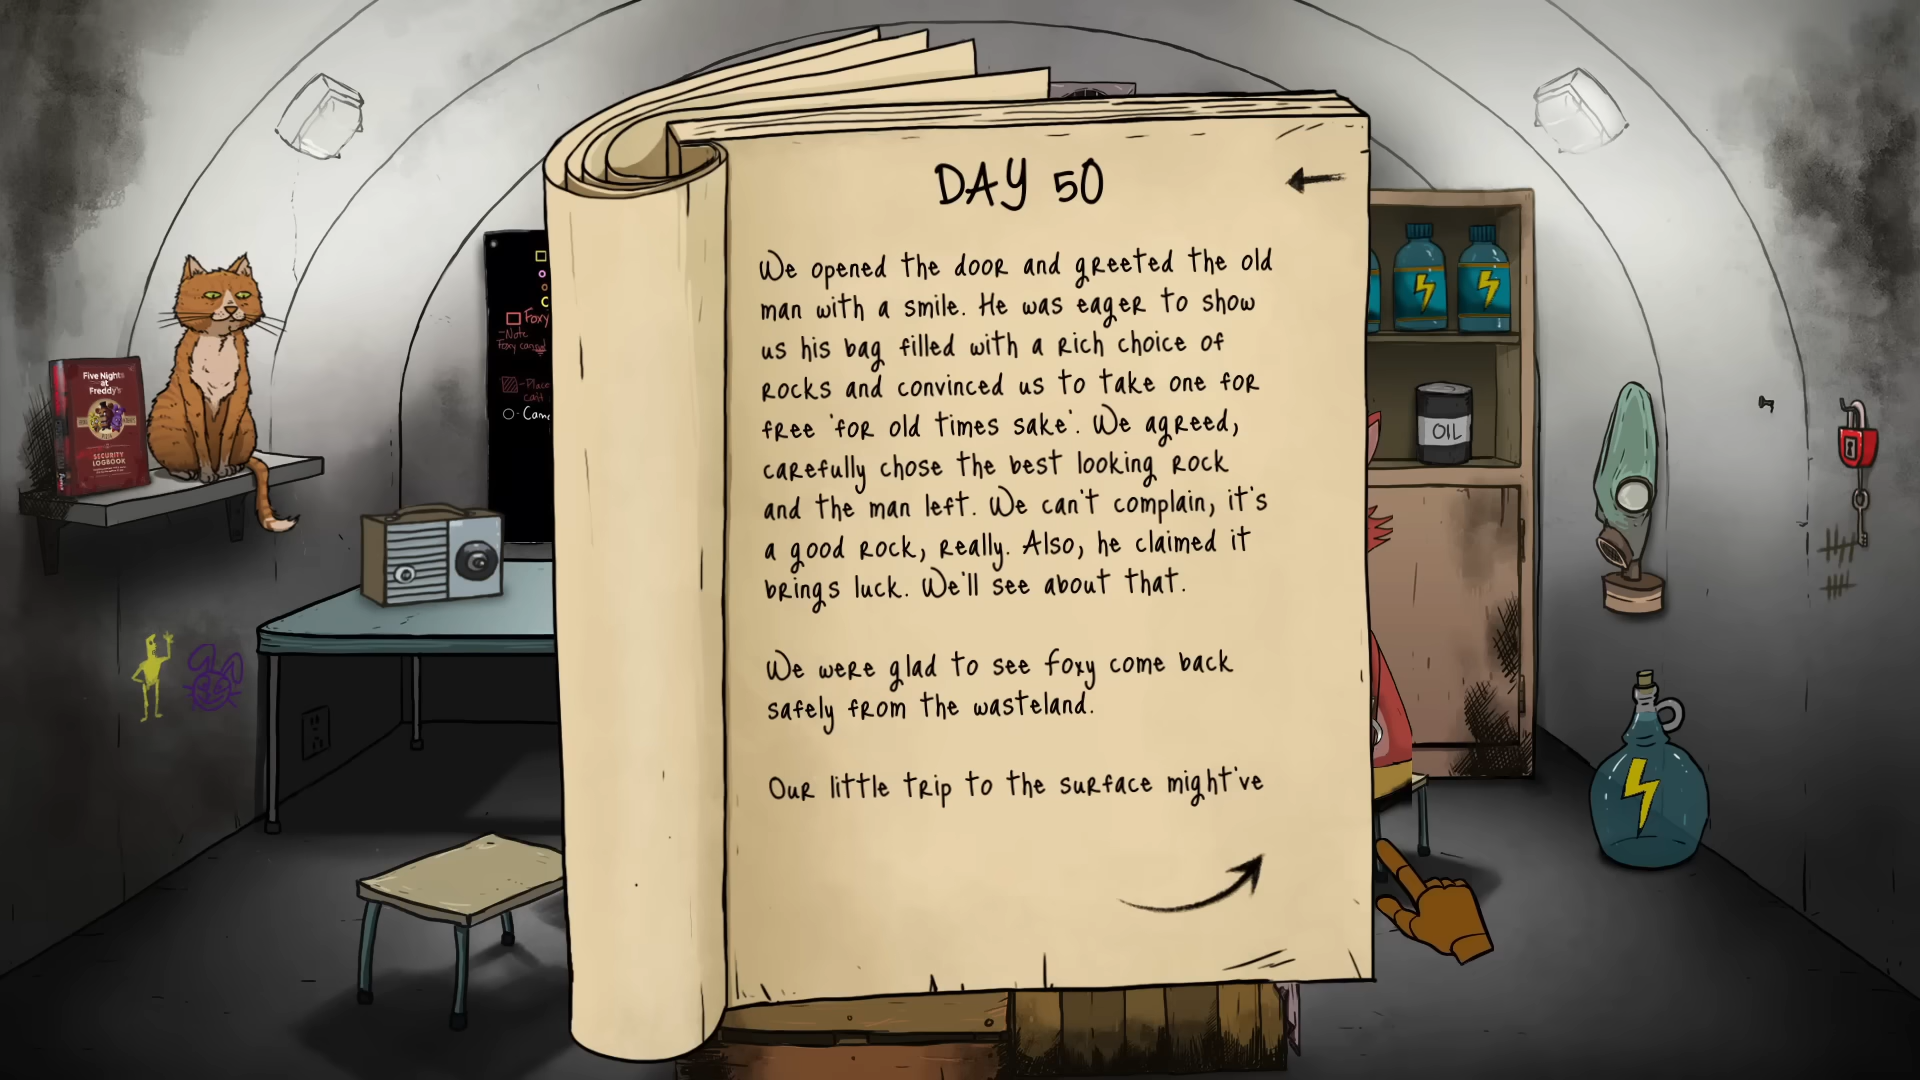 DAY 50
We opened the door and greeted the old
man with a smile. He was eager to show
us his bag filled with a rich choice of
rocks and convinced us to take one for
free 'for old times sake'. We agreed,
carefully chose the best looking rock
and the man left. We can't complain, it's
a good rock, really. Also, he claimed it
brings luck. We'll see about that.
We were glad to see foxy come back
safely from the wasteland.
Our little trip to the surface might've
Five Nights
at
Freddy's
SECURITY
LOGBOOK
Foxy
-Note
Foxy
OIL